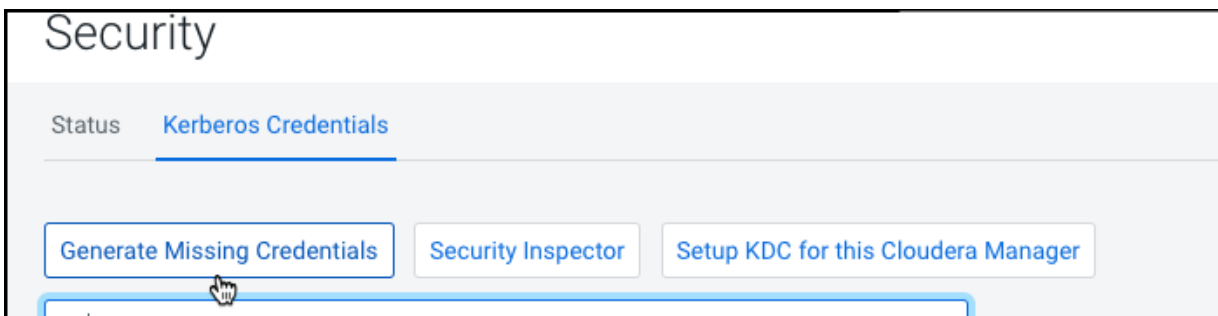 Security
Status Kerberos Credentials
Generate Missing Credentials Security Inspector Setup KDC for this Cloudera Manager